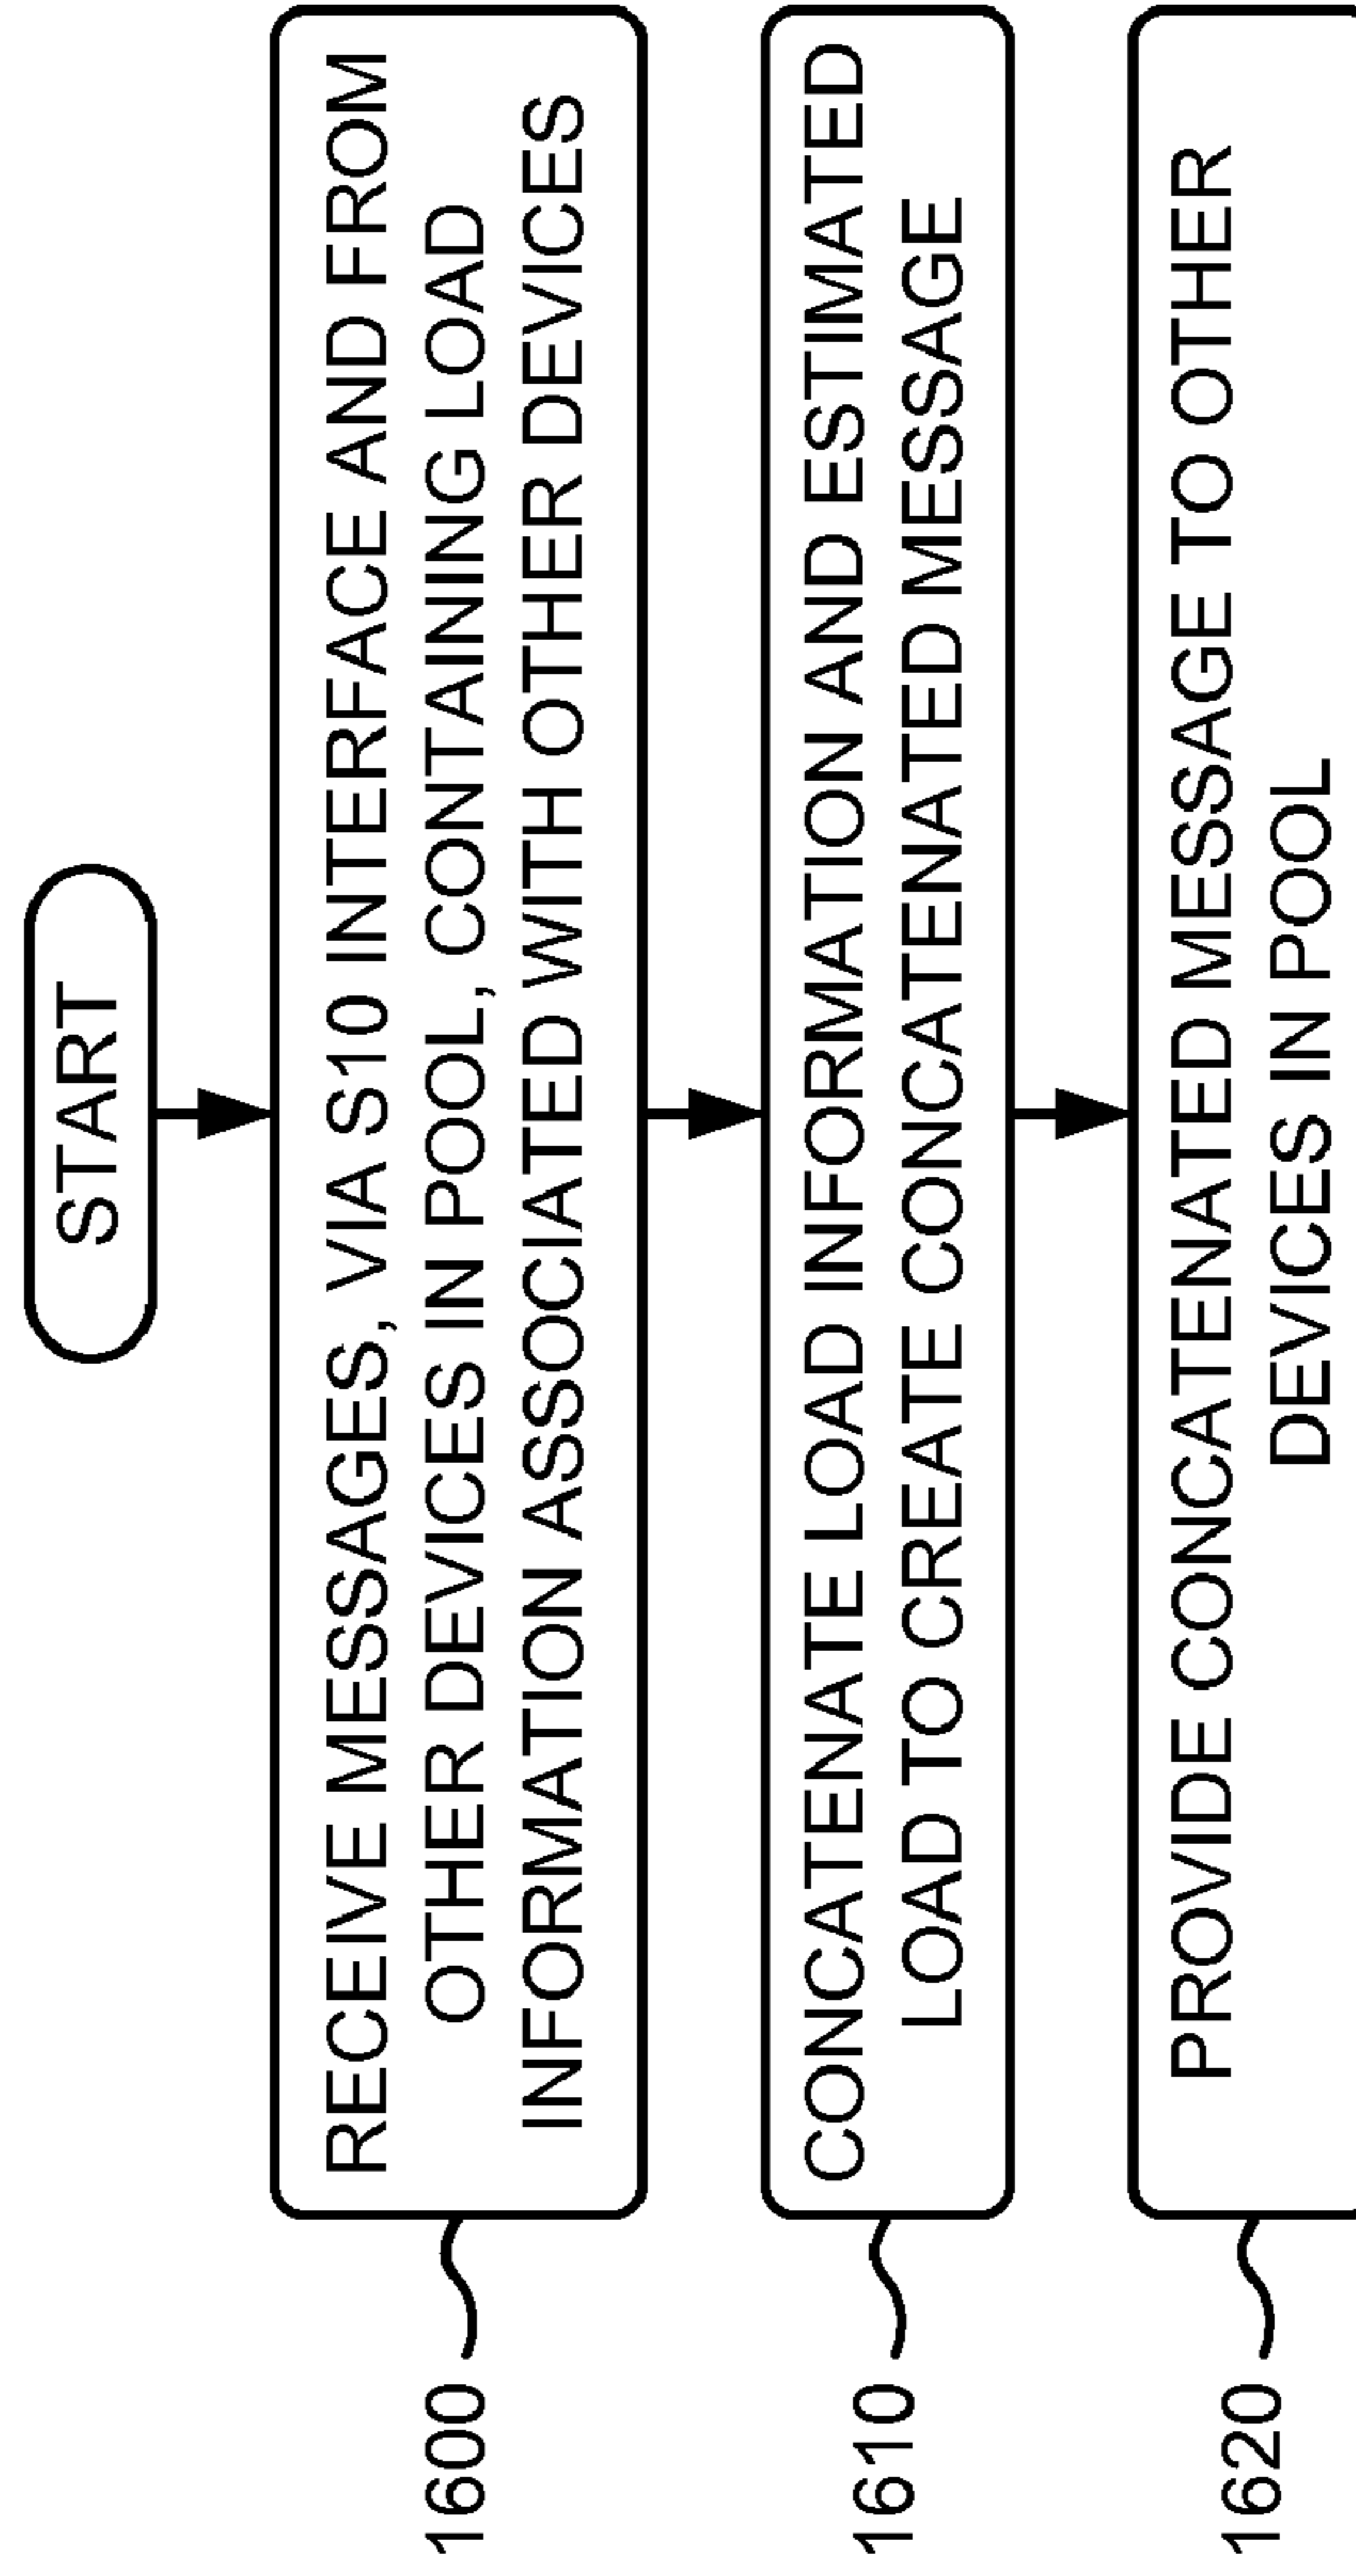 START
1600
RECEIVE MESSAGES, VIA S10 INTERFACE AND FROM
OTHER DEVICES IN POOL, CONTAINING LOAD
INFORMATION ASSOCIATED WITH OTHER DEVICES
1610
CONCATENATE LOAD INFORMATION AND ESTIMATED
LOAD TO CREATE CONCATENATED MESSAGE
1620
PROVIDE CONCATENATED MESSAGE TO OTHER
DEVICES IN POOL